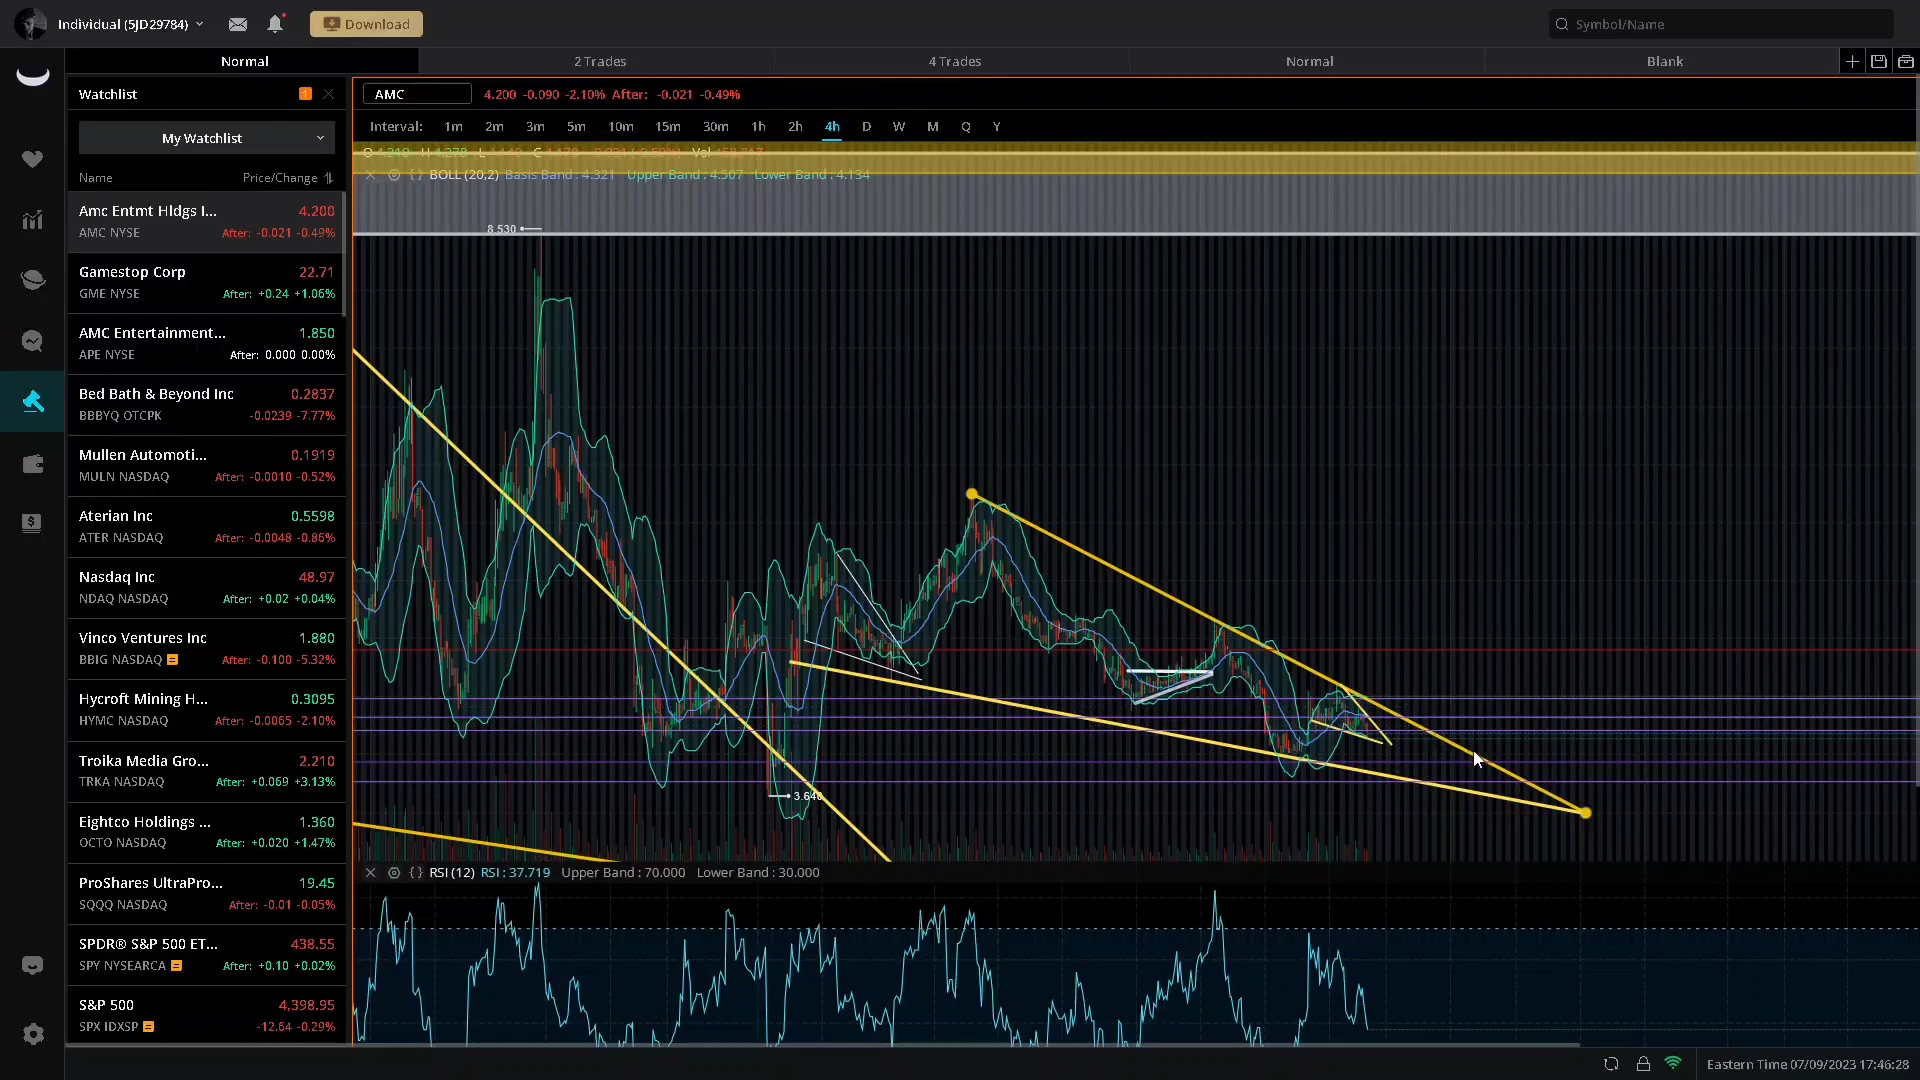 Individual (5JD29784)
Download
Symbol/Name
Normal
2 Trades
4 Trades
Normal
Blank
Watchlist
1
My Watchlist
Name
Price/Change
Amc Entmt Hldgs I...
4.200
AMC NYSE
After: -0.021 -0.49%
Gamestop Corp
22.71
GME NYSE
After: +0.24 +1.06%
AMC Entertainment...
1.850
APE NYSE
After: 0.000 0.00%
Bed Bath & Beyond Inc
0.2837
BBBYQ OTCPK
-0.0239 -7.77%
Mullen Automoti...
0.1919
MULN NASDAQ
After: -0.0010 -0.52%
Aterian Inc
0.5598
ATER NASDAQ
After: -0.0048 -0.86%
Nasdaq Inc
48.97
NDAQ NASDAQ
After: +0.02 +0.04%
Vinco Ventures Inc
1.880
BBIG NASDAQ
After: -0.100 -5.32%
Hycroft Mining H...
0.3095
HYMC NASDAQ
After: -0.0065 -2.10%
Troika Media Gro...
2.210
TRKA NASDAQ
After: +0.069 +3.13%
Eightco Holdings ...
1.360
OCTO NASDAQ
After: +0.020 +1.47%
ProShares UltraPro...
19.45
SQQQ NASDAQ
After: -0.01 -0.05%
SPDR® S&P 500 ET...
438.55
SPY NYSEARCA
After: +0.10 +0.02%
S&P 500
4,398.95
SPX IDXSP
-12.64 -0.29%
AMC
4.200 -0.090 -2.10% After: -0.021 -0.49%
Interval: 1m 2m 3m 5m 10m 15m 30m 1h 2h 4h D W M Q Y
BOLL (20,2) Basis Band : 4.321 Upper Band : 4.507 Lower Band : 4.134
8.530
3.640
RSI (12) RSI : 37.719 Upper Band : 70.000 Lower Band : 30.000
Eastern Time 07/09/2023 17:46:28